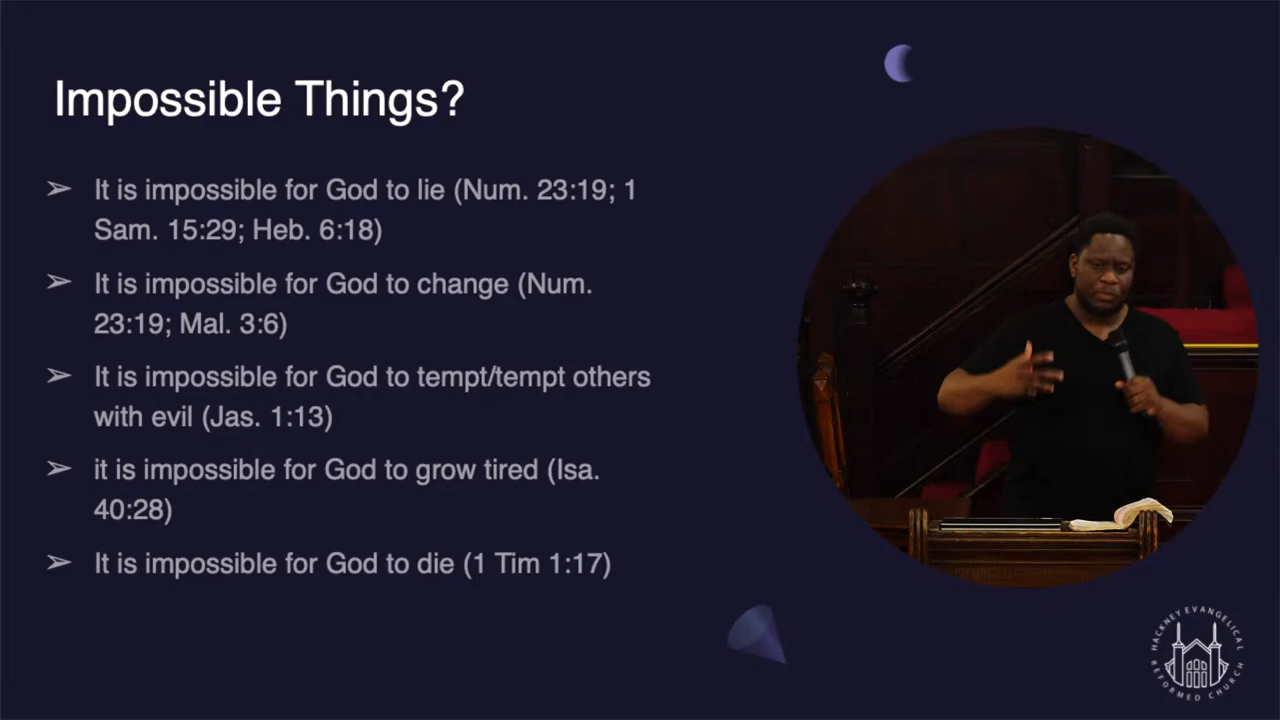 Impossible Things?
➢ It is impossible for God to lie (Num. 23:19; 1
Sam. 15:29; Heb. 6:18)
➢ It is impossible for God to change (Num.
23:19; Mal. 3:6)
➢ It is impossible for God to tempt/tempt others
with evil (Jas. 1:13)
➢ it is impossible for God to grow tired (Isa.
40:28)
➢ It is impossible for God to die (1 Tim 1:17)
HACKNEY EVANGELICAL
REFORMED CHURCH